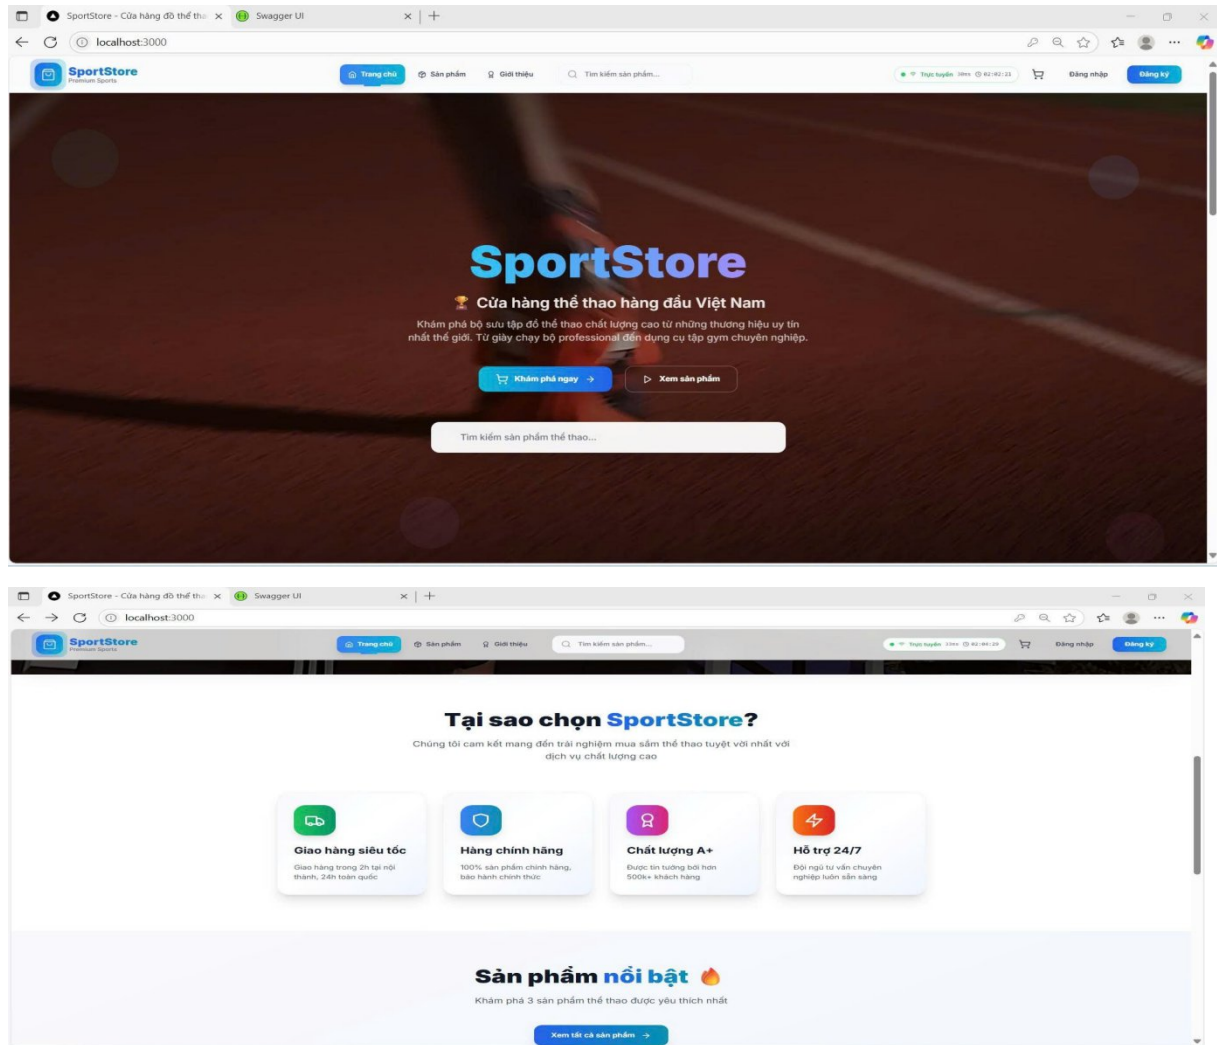 SportStore - Cửa hàng đồ thể tha
Swagger UI
localhost:3000
SportStore
Premium Sports
Trang chủ
Sản phẩm
Giới thiệu
Tìm kiếm sản phẩm...
Trực tuyến
Đăng nhập
Đăng ký
SportStore
Cửa hàng thể thao hàng đầu Việt Nam
Khám phá bộ sưu tập đồ thể thao chất lượng cao từ những thương hiệu uy tín
nhất thế giới. Từ giày chạy bộ professional đến dụng cụ tập gym chuyên nghiệp.
Khám phá ngay →
Xem sản phẩm
Tìm kiếm sản phẩm thể thao...
SportStore - Cửa hàng đồ thể tha
Swagger UI
localhost:3000
SportStore
Premium Sports
Trang chủ
Sản phẩm
Giới thiệu
Tìm kiếm sản phẩm...
Trực tuyến
Đăng nhập
Đăng ký
Tại sao chọn SportStore?
Chúng tôi cam kết mang đến trải nghiệm mua sắm thể thao tuyệt vời nhất với
dịch vụ chất lượng cao
Giao hàng siêu tốc
Giao hàng trong 2h tại nội
thành, 24h toàn quốc
Hàng chính hãng
100% sản phẩm chính hãng,
bảo hành chính thức
Chất lượng A+
Được tin tưởng bởi hơn
500k+ khách hàng
Hỗ trợ 24/7
Đội ngũ tư vấn chuyên
nghiệp luôn sẵn sàng
Sản phẩm nổi bật 🔥
Khám phá 3 sản phẩm thể thao được yêu thích nhất
Xem tất cả sản phẩm →